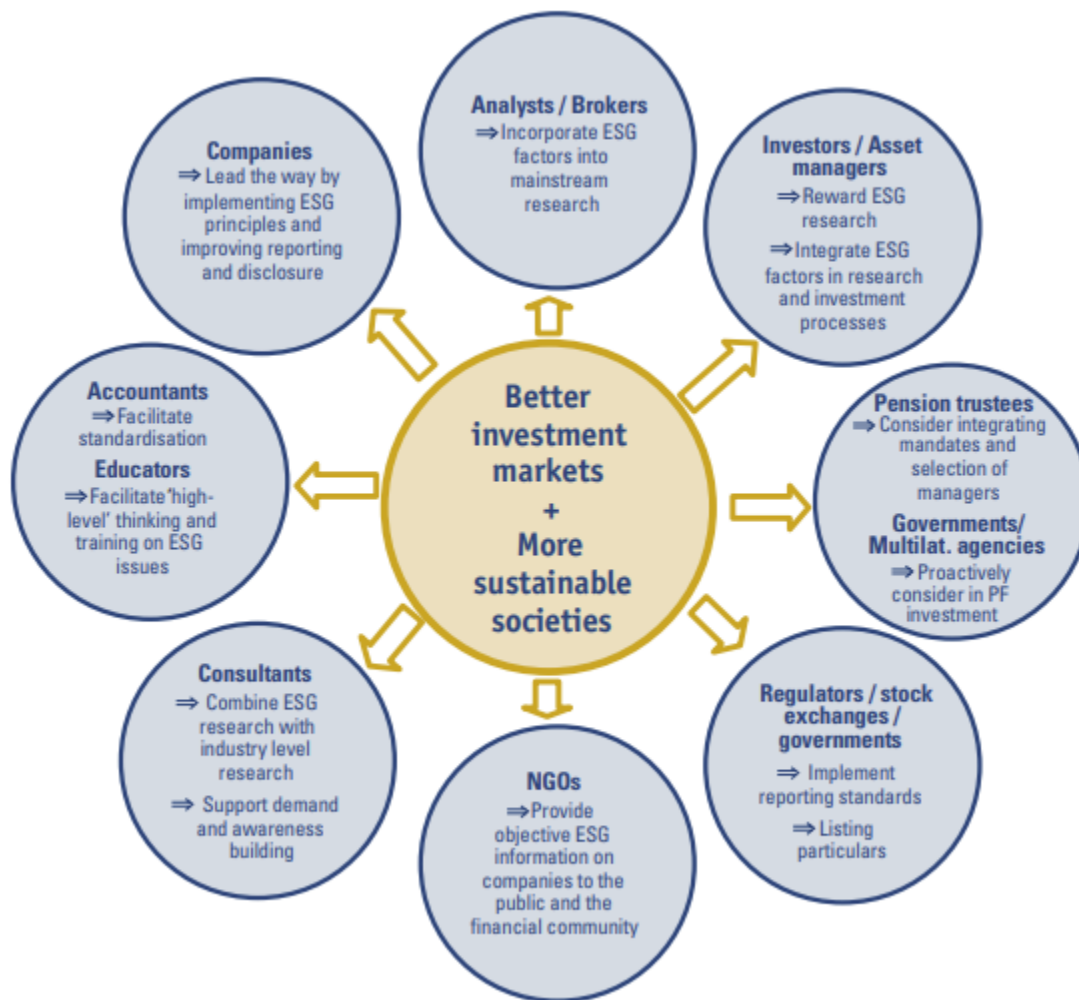 Analysts / Brokers
⇒ Incorporate ESG
factors into
mainstream
research
Investors / Asset
managers
⇒ Reward ESG
research
⇒ Integrate ESG
factors in research
and investment
processes
Pension trustees
⇒ Consider integrating
mandates and
selection of
managers
Governments/
Multilat. agencies
⇒ Proactively
consider in PF
investment
Regulators / stock
exchanges /
governments
⇒ Implement
reporting standards
⇒ Listing
particulars
NGOs
⇒ Provide
objective ESG
information on
companies to the
public and the
financial community
Consultants
⇒ Combine ESG
research with
industry level
research
⇒ Support demand
and awareness
building
Accountants
⇒ Facilitate
standardisation
Educators
⇒ Facilitate ‘high-
level’ thinking and
training on ESG
issues
Companies
⇒ Lead the way by
implementing ESG
principles and
improving reporting
and disclosure
Better
investment
markets
+
More
sustainable
societies